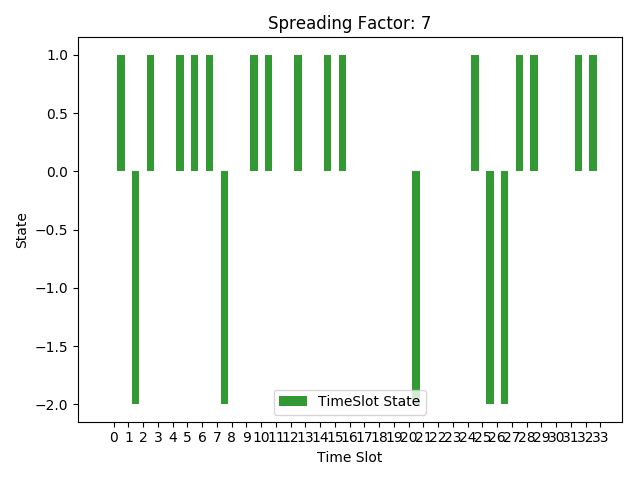 Spreading Factor: 7
State
1.0
0.5
0.0
−0.5
−1.0
−1.5
−2.0
TimeSlot State
0 1 2 3 4 5 6 7 8 9 10 11 12 13 14 15 16 17 18 19 20 21 22 23 24 25 26 27 28 29 30 31 32 33
Time Slot